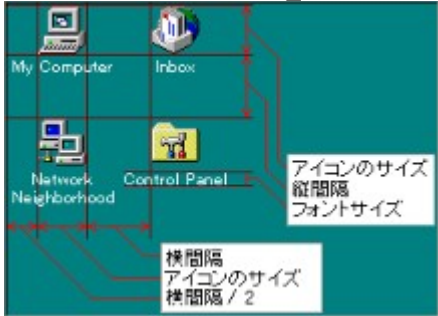 My Computer
Inbox
Network
Neighborhood
Control Panel
アイコンのサイズ
縦間隔
フォントサイズ
横間隔
アイコンのサイズ
横間隔 / 2